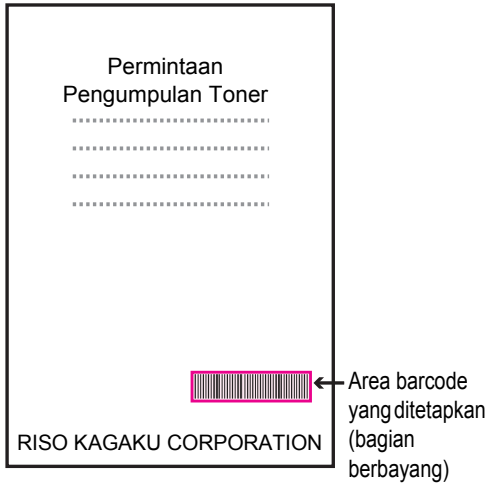 Permintaan
Pengumpulan Toner
RISO KAGAKU CORPORATION
Area barcode
yang ditetapkan
(bagian
berbayang)